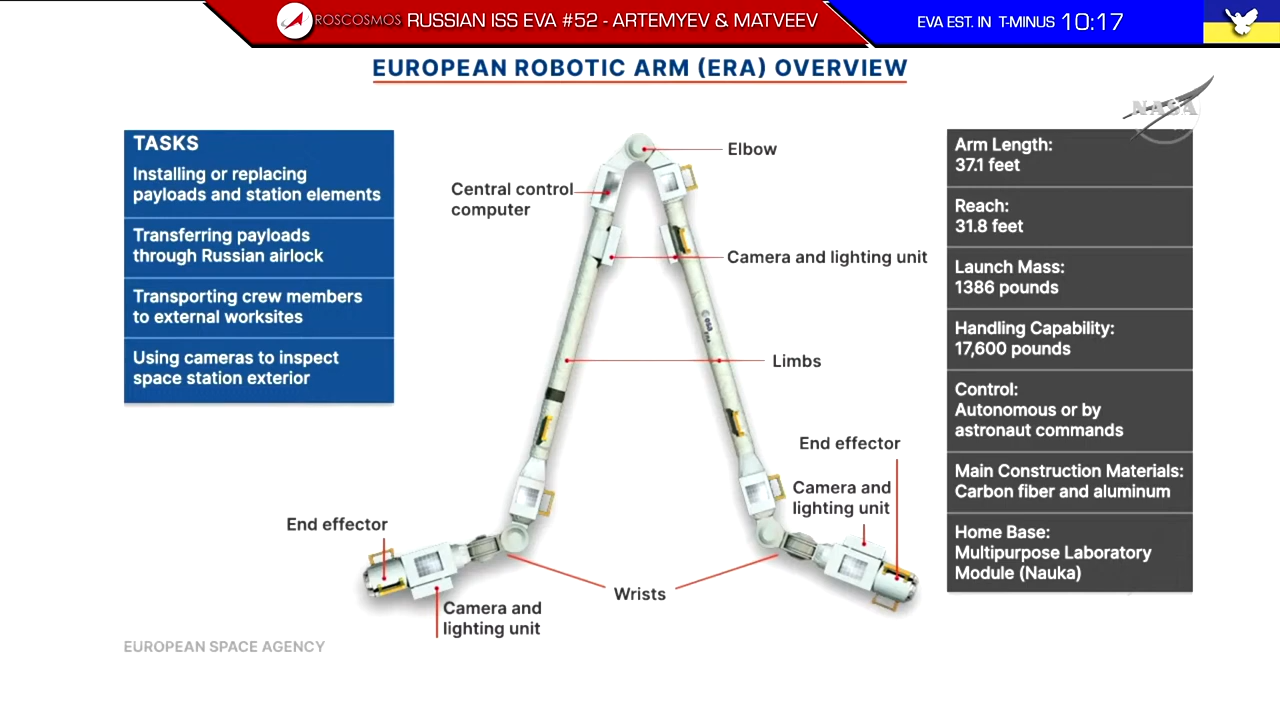 ROSCOSMOS RUSSIAN ISS EVA #52 - ARTEMYEV & MATVEEV
EVA EST. IN T-MINUS 10:17
EUROPEAN ROBOTIC ARM (ERA) OVERVIEW
NASA
TASKS
Installing or replacing
payloads and station elements
Transferring payloads
through Russian airlock
Transporting crew members
to external worksites
Using cameras to inspect
space station exterior
Elbow
Central control
computer
Camera and lighting unit
esa
Limbs
End effector
Camera and
lighting unit
End effector
Wrists
Camera and
lighting unit
Arm Length:
37.1 feet
Reach:
31.8 feet
Launch Mass:
1386 pounds
Handling Capability:
17,600 pounds
Control:
Autonomous or by
astronaut commands
Main Construction Materials:
Carbon fiber and aluminum
Home Base:
Multipurpose Laboratory
Module (Nauka)
EUROPEAN SPACE AGENCY